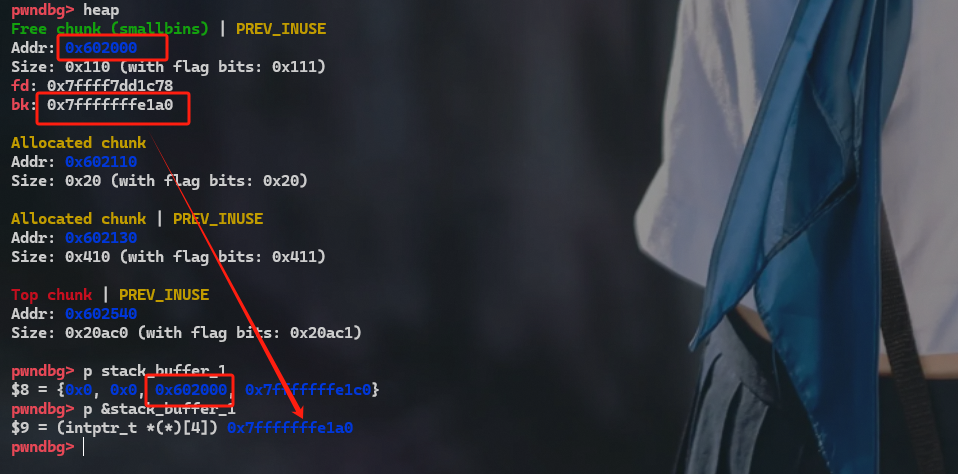 pwndbg> heap
Free chunk (smallbins) | PREV_INUSE
Addr: 0x602000
Size: 0x110 (with flag bits: 0x111)
fd: 0x7ffff7dd1c78
bk: 0x7fffffffe1a0
Allocated chunk
Addr: 0x602110
Size: 0x20 (with flag bits: 0x20)
Allocated chunk | PREV_INUSE
Addr: 0x602130
Size: 0x410 (with flag bits: 0x411)
Top chunk | PREV_INUSE
Addr: 0x602540
Size: 0x20ac0 (with flag bits: 0x20ac1)
pwndbg> p stack_buffer_1
$8 = {0x0, 0x0, 0x602000, 0x7fffffffe1c0}
pwndbg> p &stack_buffer_1
$9 = (intptr_t *(*)[4]) 0x7fffffffe1a0
pwndbg>